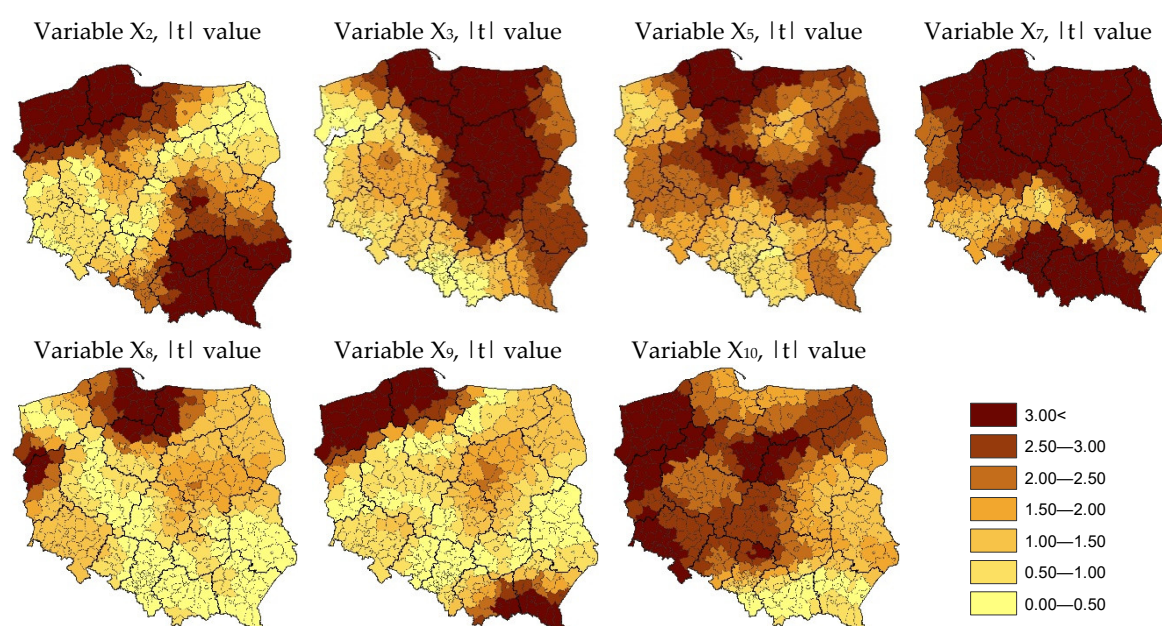 Variable X2, |t| value
Variable X3, |t| value
Variable X5, |t| value
Variable X7, |t| value
Variable X8, |t| value
Variable X9, |t| value
Variable X10, |t| value
3.00<
2.50—3.00
2.00—2.50
1.50—2.00
1.00—1.50
0.50—1.00
0.00—0.50